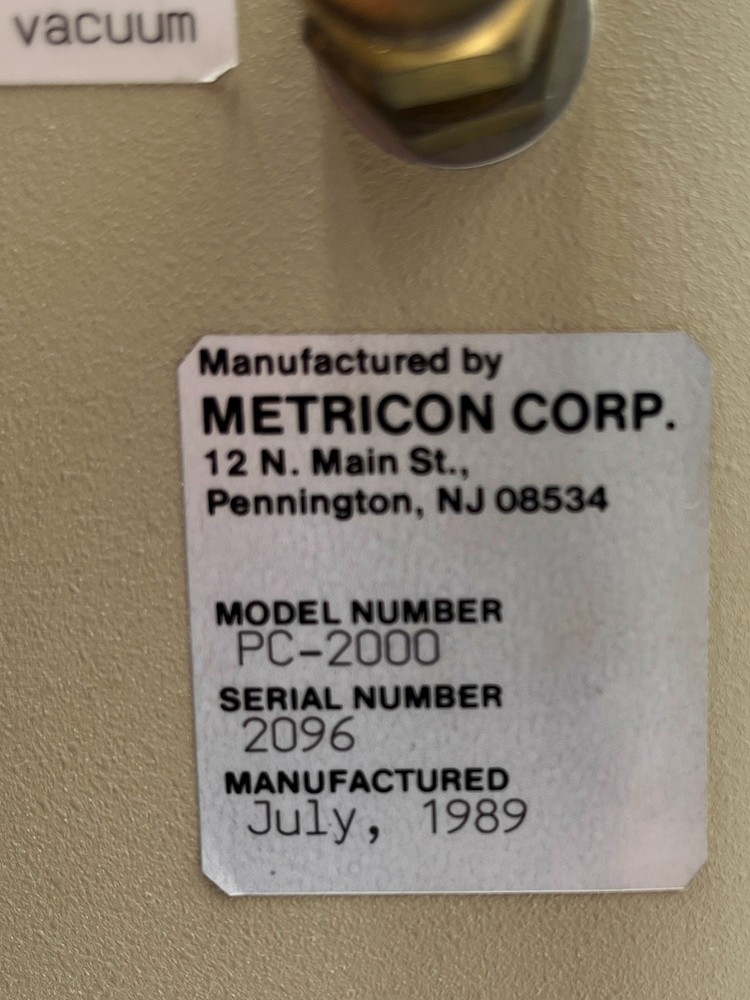 vacuum
Manufactured by
METRICON CORP.
12 N. Main St.,
Pennington, NJ 08534
MODEL NUMBER
PC-2000
SERIAL NUMBER
2096
MANUFACTURED
July, 1989